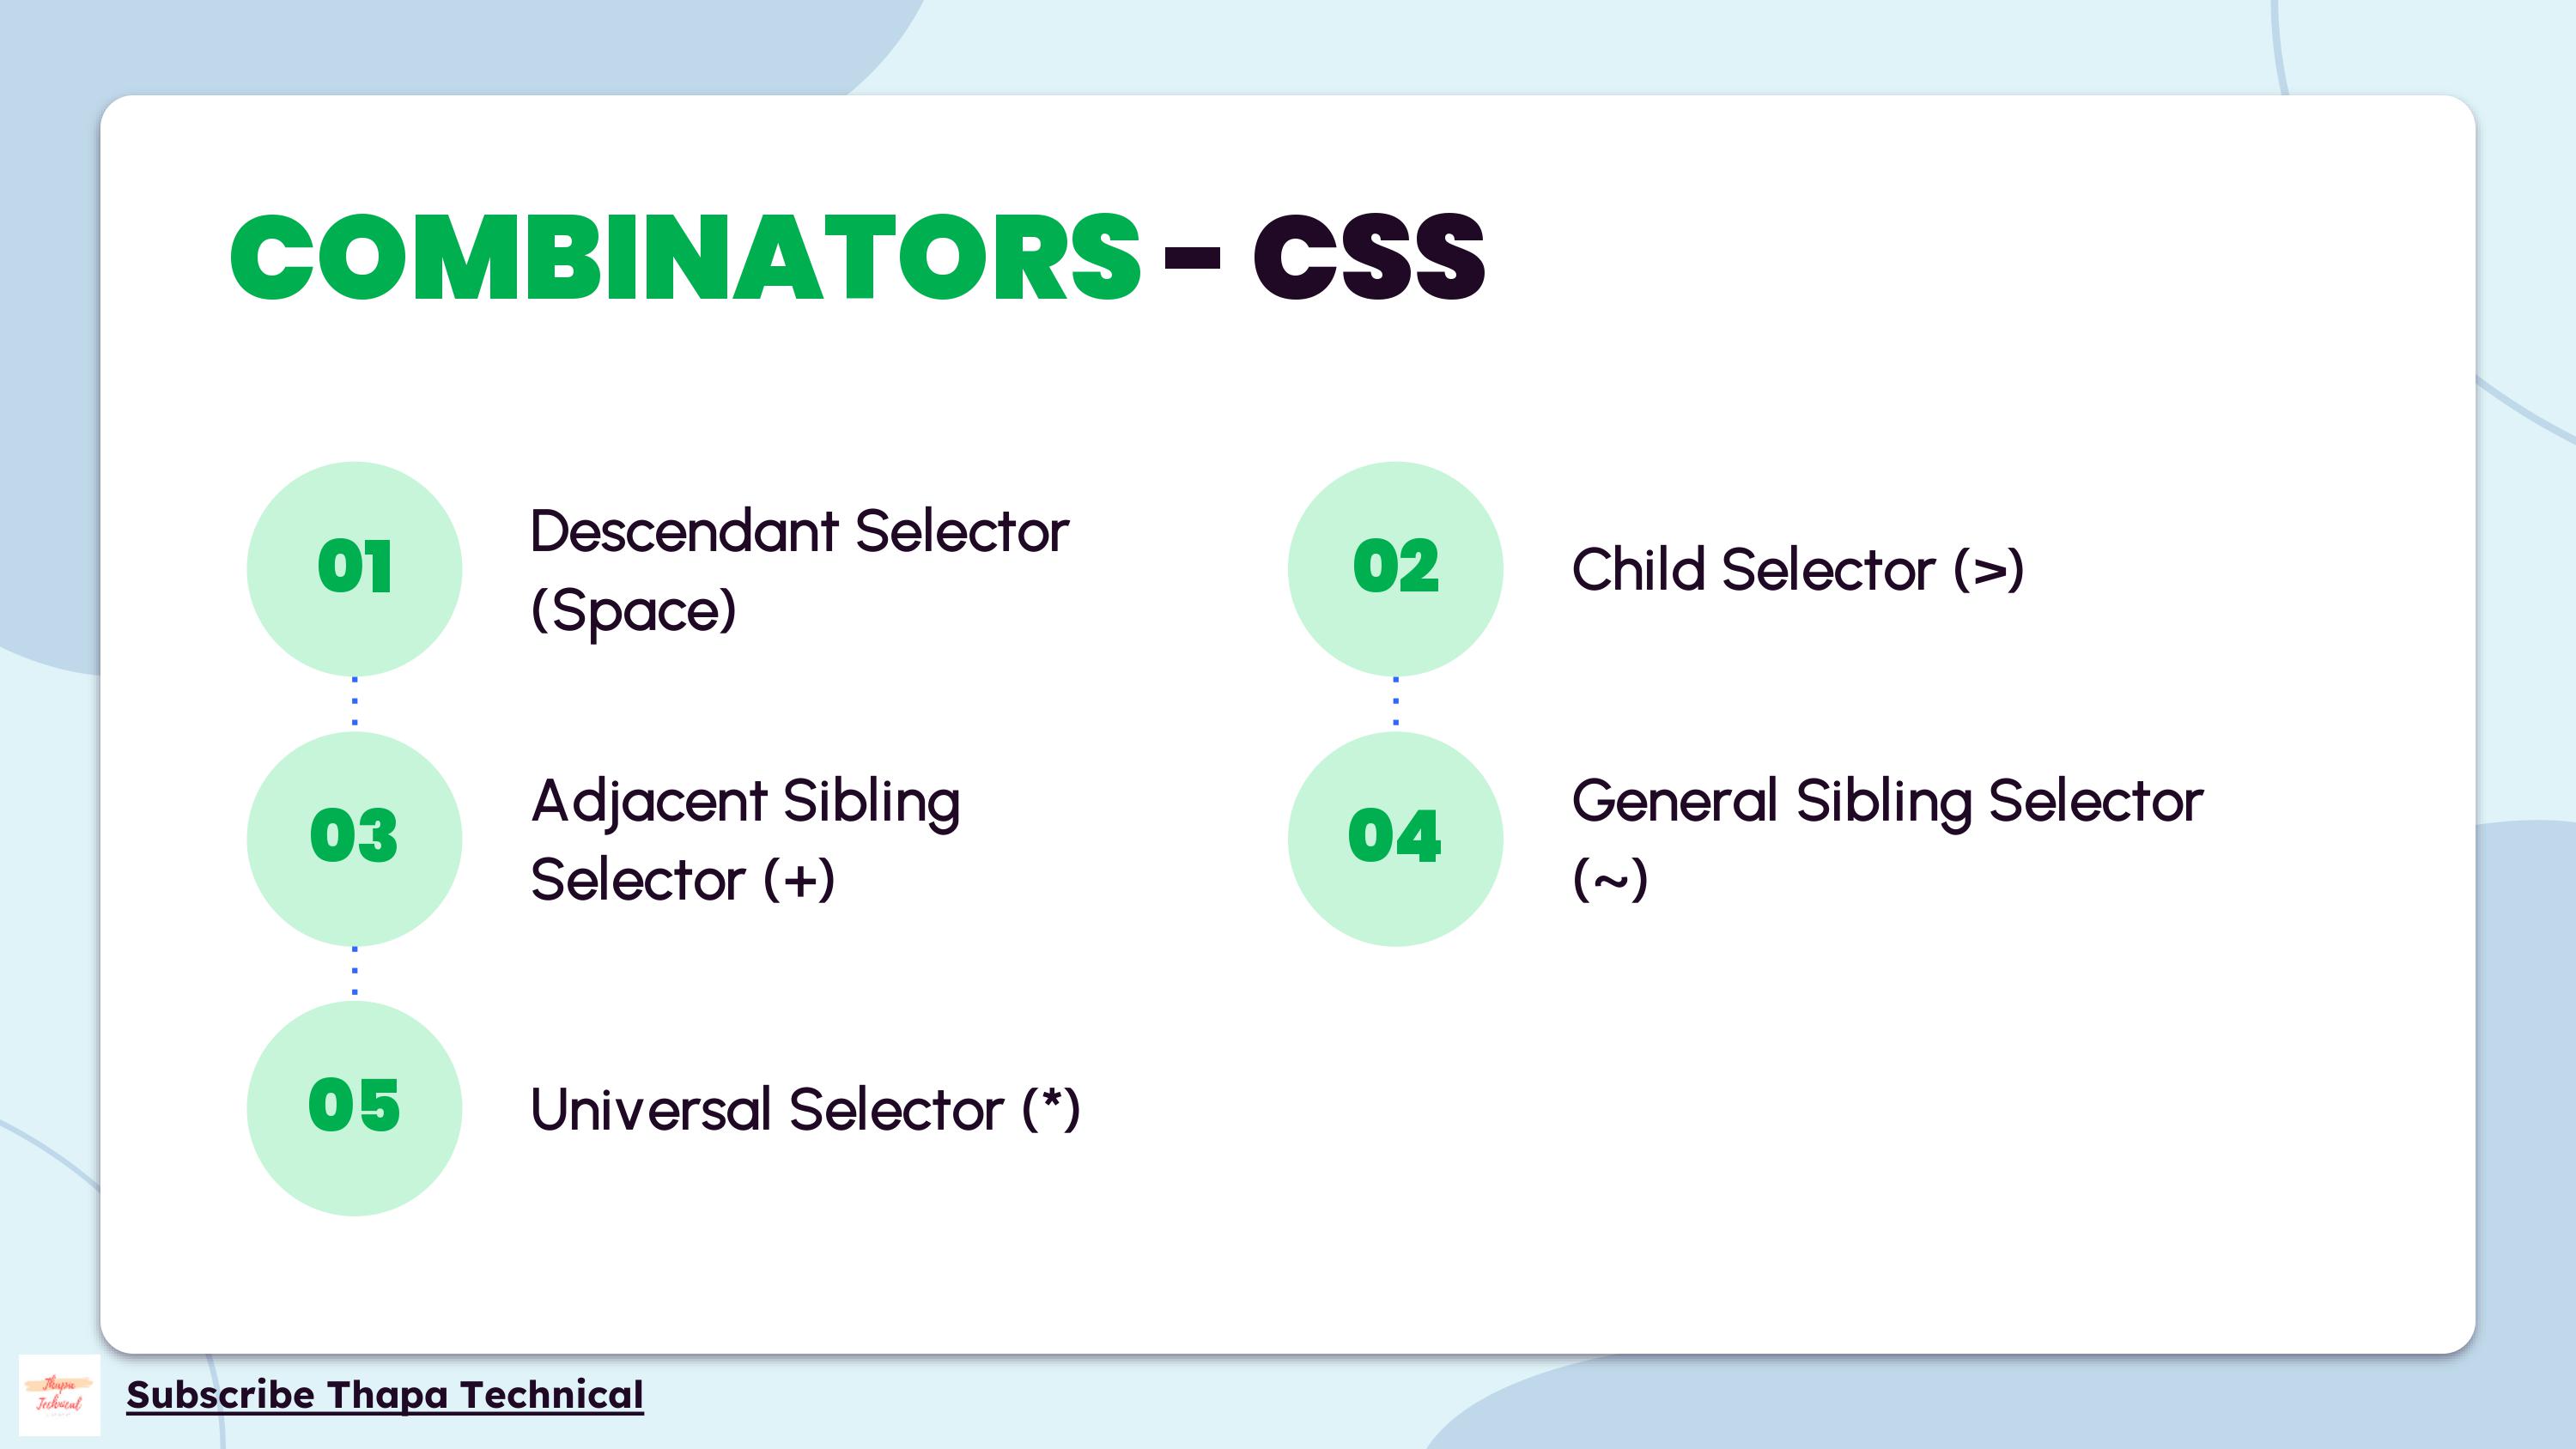 COMBINATORS - CSS
01
Descendant Selector
(Space)
02
Child Selector (>)
03
Adjacent Sibling
Selector (+)
04
General Sibling Selector
(~)
05
Universal Selector (*)
Thapa
Technical
Subscribe Thapa Technical